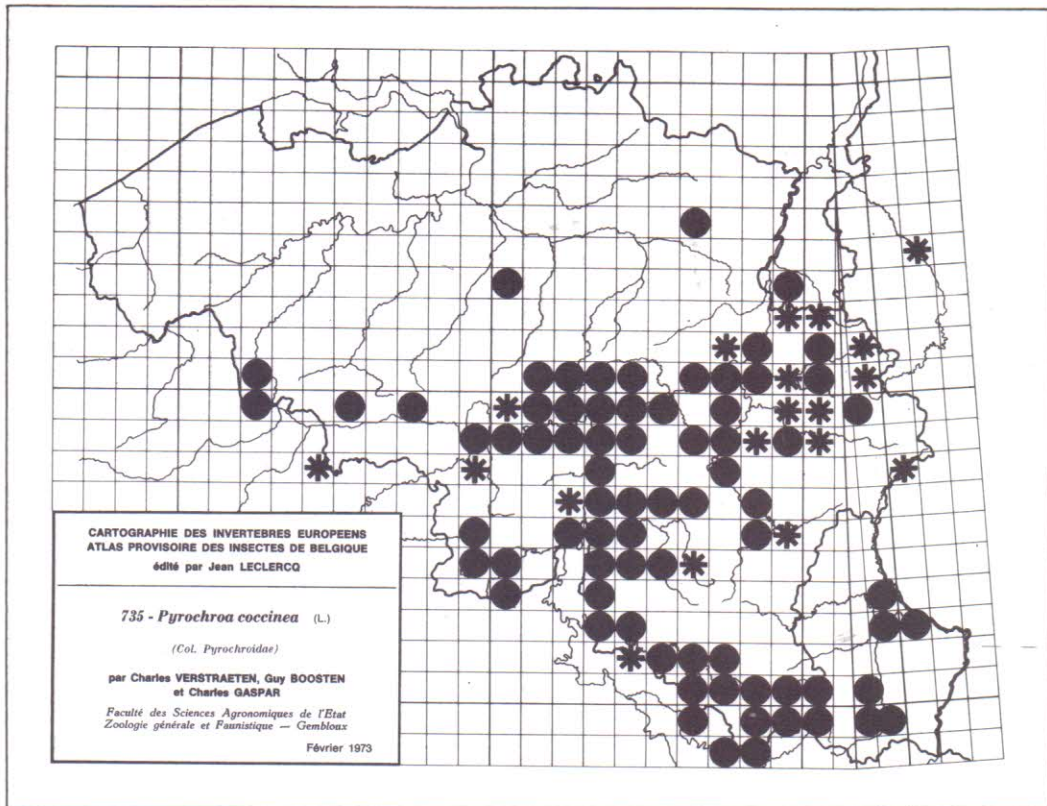 CARTOGRAPHIE DES INVERTEBRES EUROPEENS
ATLAS PROVISOIRE DES INSECTES DE BELGIQUE
édité par Jean LECLERCQ
735 - Pyrochroa coccinea (L.)
(Col. Pyrochroidae)
par Charles VERSTRAETEN, Guy BOOSTEN
et Charles GASPAR
Faculté des Sciences Agronomiques de l'Etat
Zoologie générale et Faunistique — Gembloux
Février 1973